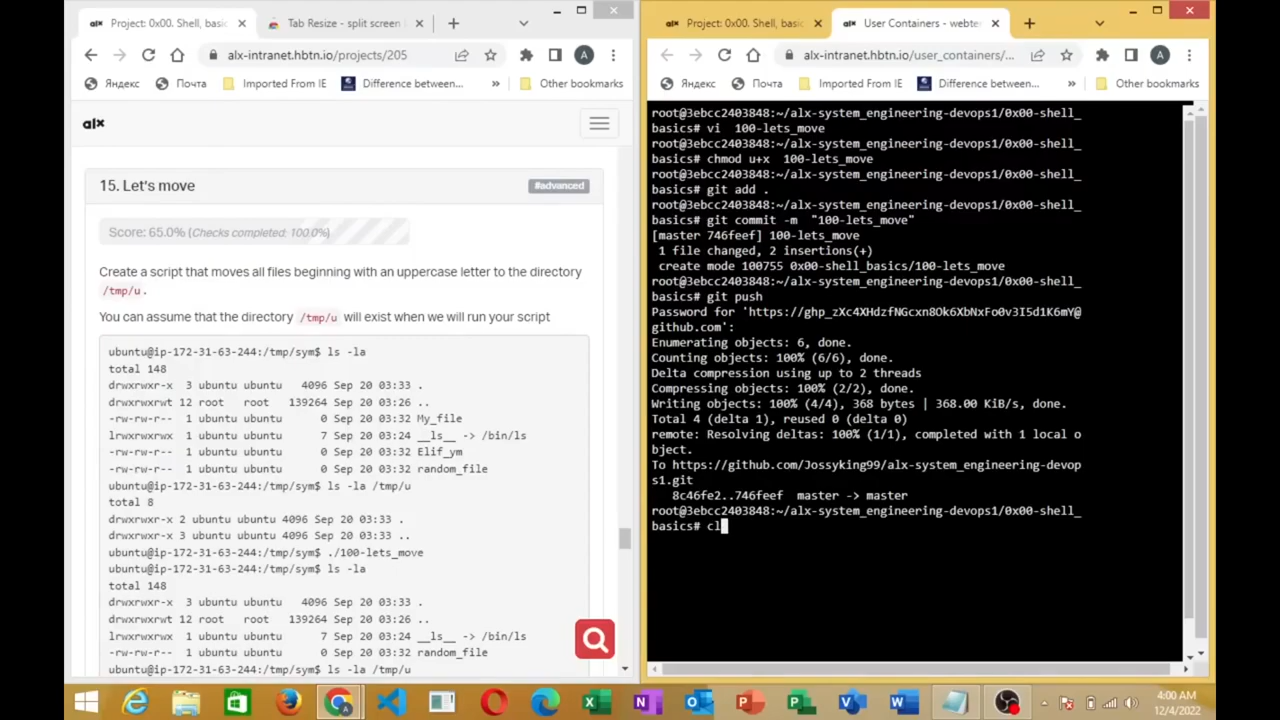 Project: 0x00. Shell, basic
Tab Resize - split screen
alx-intranet.hbtn.io/projects/205
A
Яндекс
Почта
Imported From IE
Difference between...
»
Other bookmarks
alx
15. Let's move
#advanced
Score: 65.0% (Checks completed: 100.0%)
Create a script that moves all files beginning with an uppercase letter to the directory
/tmp/u.
You can assume that the directory /tmp/u will exist when we will run your script
ubuntu@ip-172-31-63-244:/tmp/sym$ ls -la
total 148
drwxrwxr-x 3 ubuntu ubuntu 4096 Sep 20 03:33 .
drwxrwxrwt 12 root root 139264 Sep 20 03:26 ..
-rw-rw-r-- 1 ubuntu ubuntu 0 Sep 20 03:32 My_file
lrwxrwxrwx 1 ubuntu ubuntu 7 Sep 20 03:24 __ls__ -> /bin/ls
-rw-rw-r-- 1 ubuntu ubuntu 0 Sep 20 03:32 Elif_ym
-rw-rw-r-- 1 ubuntu ubuntu 0 Sep 20 03:32 random_file
ubuntu@ip-172-31-63-244:/tmp/sym$ ls -la /tmp/u
total 8
drwxrwxr-x 2 ubuntu ubuntu 4096 Sep 20 03:33 .
drwxrwxr-x 3 ubuntu ubuntu 4096 Sep 20 03:33 ..
ubuntu@ip-172-31-63-244:/tmp/sym$ ./100-lets_move
ubuntu@ip-172-31-63-244:/tmp/sym$ ls -la
total 148
drwxrwxr-x 3 ubuntu ubuntu 4096 Sep 20 03:33 .
drwxrwxrwt 12 root root 139264 Sep 20 03:26 ..
lrwxrwxrwx 1 ubuntu ubuntu 7 Sep 20 03:24 __ls__ -> /bin/ls
-rw-rw-r-- 1 ubuntu ubuntu 0 Sep 20 03:32 random_file
ubuntu@ip-172-31-63-244:/tmp/sym$ ls -la /tmp/u
Project: 0x00. Shell, basic
User Containers - webter
alx-intranet.hbtn.io/user_containers/...
A
Яндекс
Почта
Imported From IE
Difference between...
»
Other bookmarks
root@3ebcc2403848:~/alx-system_engineering-devops1/0x00-shell_
basics# vi 100-lets_move
root@3ebcc2403848:~/alx-system_engineering-devops1/0x00-shell_
basics# chmod u+x 100-lets_move
root@3ebcc2403848:~/alx-system_engineering-devops1/0x00-shell_
basics# git add .
root@3ebcc2403848:~/alx-system_engineering-devops1/0x00-shell_
basics# git commit -m "100-lets_move"
[master 746feef] 100-lets_move
1 file changed, 2 insertions(+)
create mode 100755 0x00-shell_basics/100-lets_move
root@3ebcc2403848:~/alx-system_engineering-devops1/0x00-shell_
basics# git push
Password for 'https://ghp_zXc4XHdzfNGcxn8Ok6XbNxFo0v3I5d1K6mY@
github.com':
Enumerating objects: 6, done.
Counting objects: 100% (6/6), done.
Delta compression using up to 2 threads
Compressing objects: 100% (2/2), done.
Writing objects: 100% (4/4), 368 bytes | 368.00 KiB/s, done.
Total 4 (delta 1), reused 0 (delta 0)
remote: Resolving deltas: 100% (1/1), completed with 1 local o
bject.
To https://github.com/Jossyking99/alx-system_engineering-devop
s1.git
8c46fe2..746feef master -> master
root@3ebcc2403848:~/alx-system_engineering-devops1/0x00-shell_
basics# cl
4:00 AM
12/4/2022